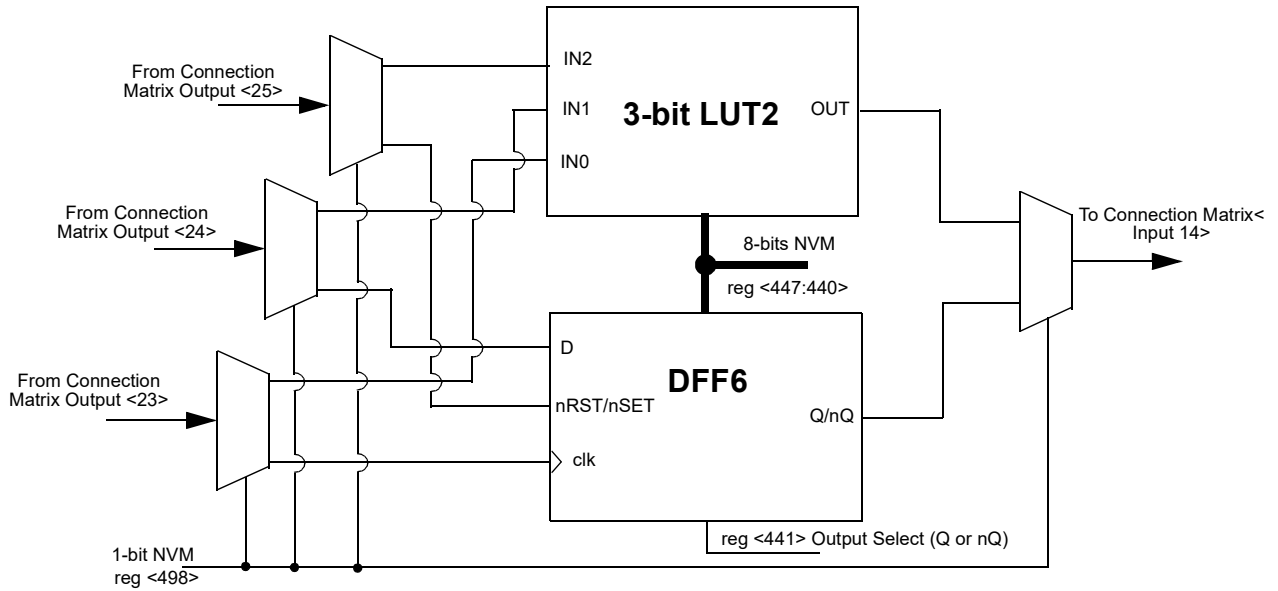 From Connection
Matrix Output <25>
IN2
IN1
IN0
3-bit LUT2
OUT
From Connection
Matrix Output <24>
To Connection Matrix<
Input 14>
8-bits NVM
reg <447:440>
From Connection
Matrix Output <23>
D
nRST/nSET
clk
DFF6
Q/nQ
reg <441> Output Select (Q or nQ)
1-bit NVM
reg <498>